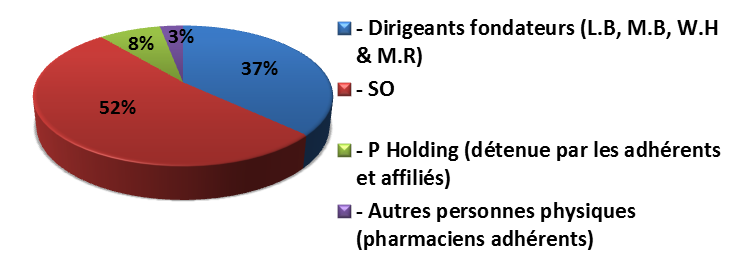 8%
3%
37%
52%
- Dirigeants fondateurs (L.B, M.B, W.H
& M.R)
- SO
- P Holding (détenue par les adhérents
et affiliés)
- Autres personnes physiques
(pharmaciens adhérents)